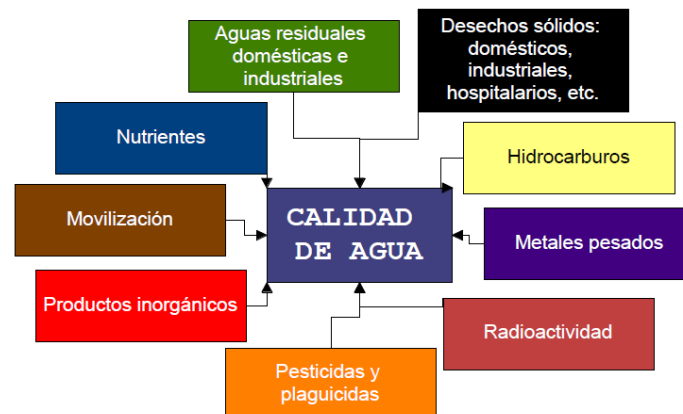 Aguas residuales
domésticas e
industriales
Desechos sólidos:
domésticos,
industriales,
hospitalarios, etc.
Nutrientes
Hidrocarburos
Movilización
CALIDAD
DE AGUA
Metales pesados
Productos inorgánicos
Radioactividad
Pesticidas y
plaguicidas